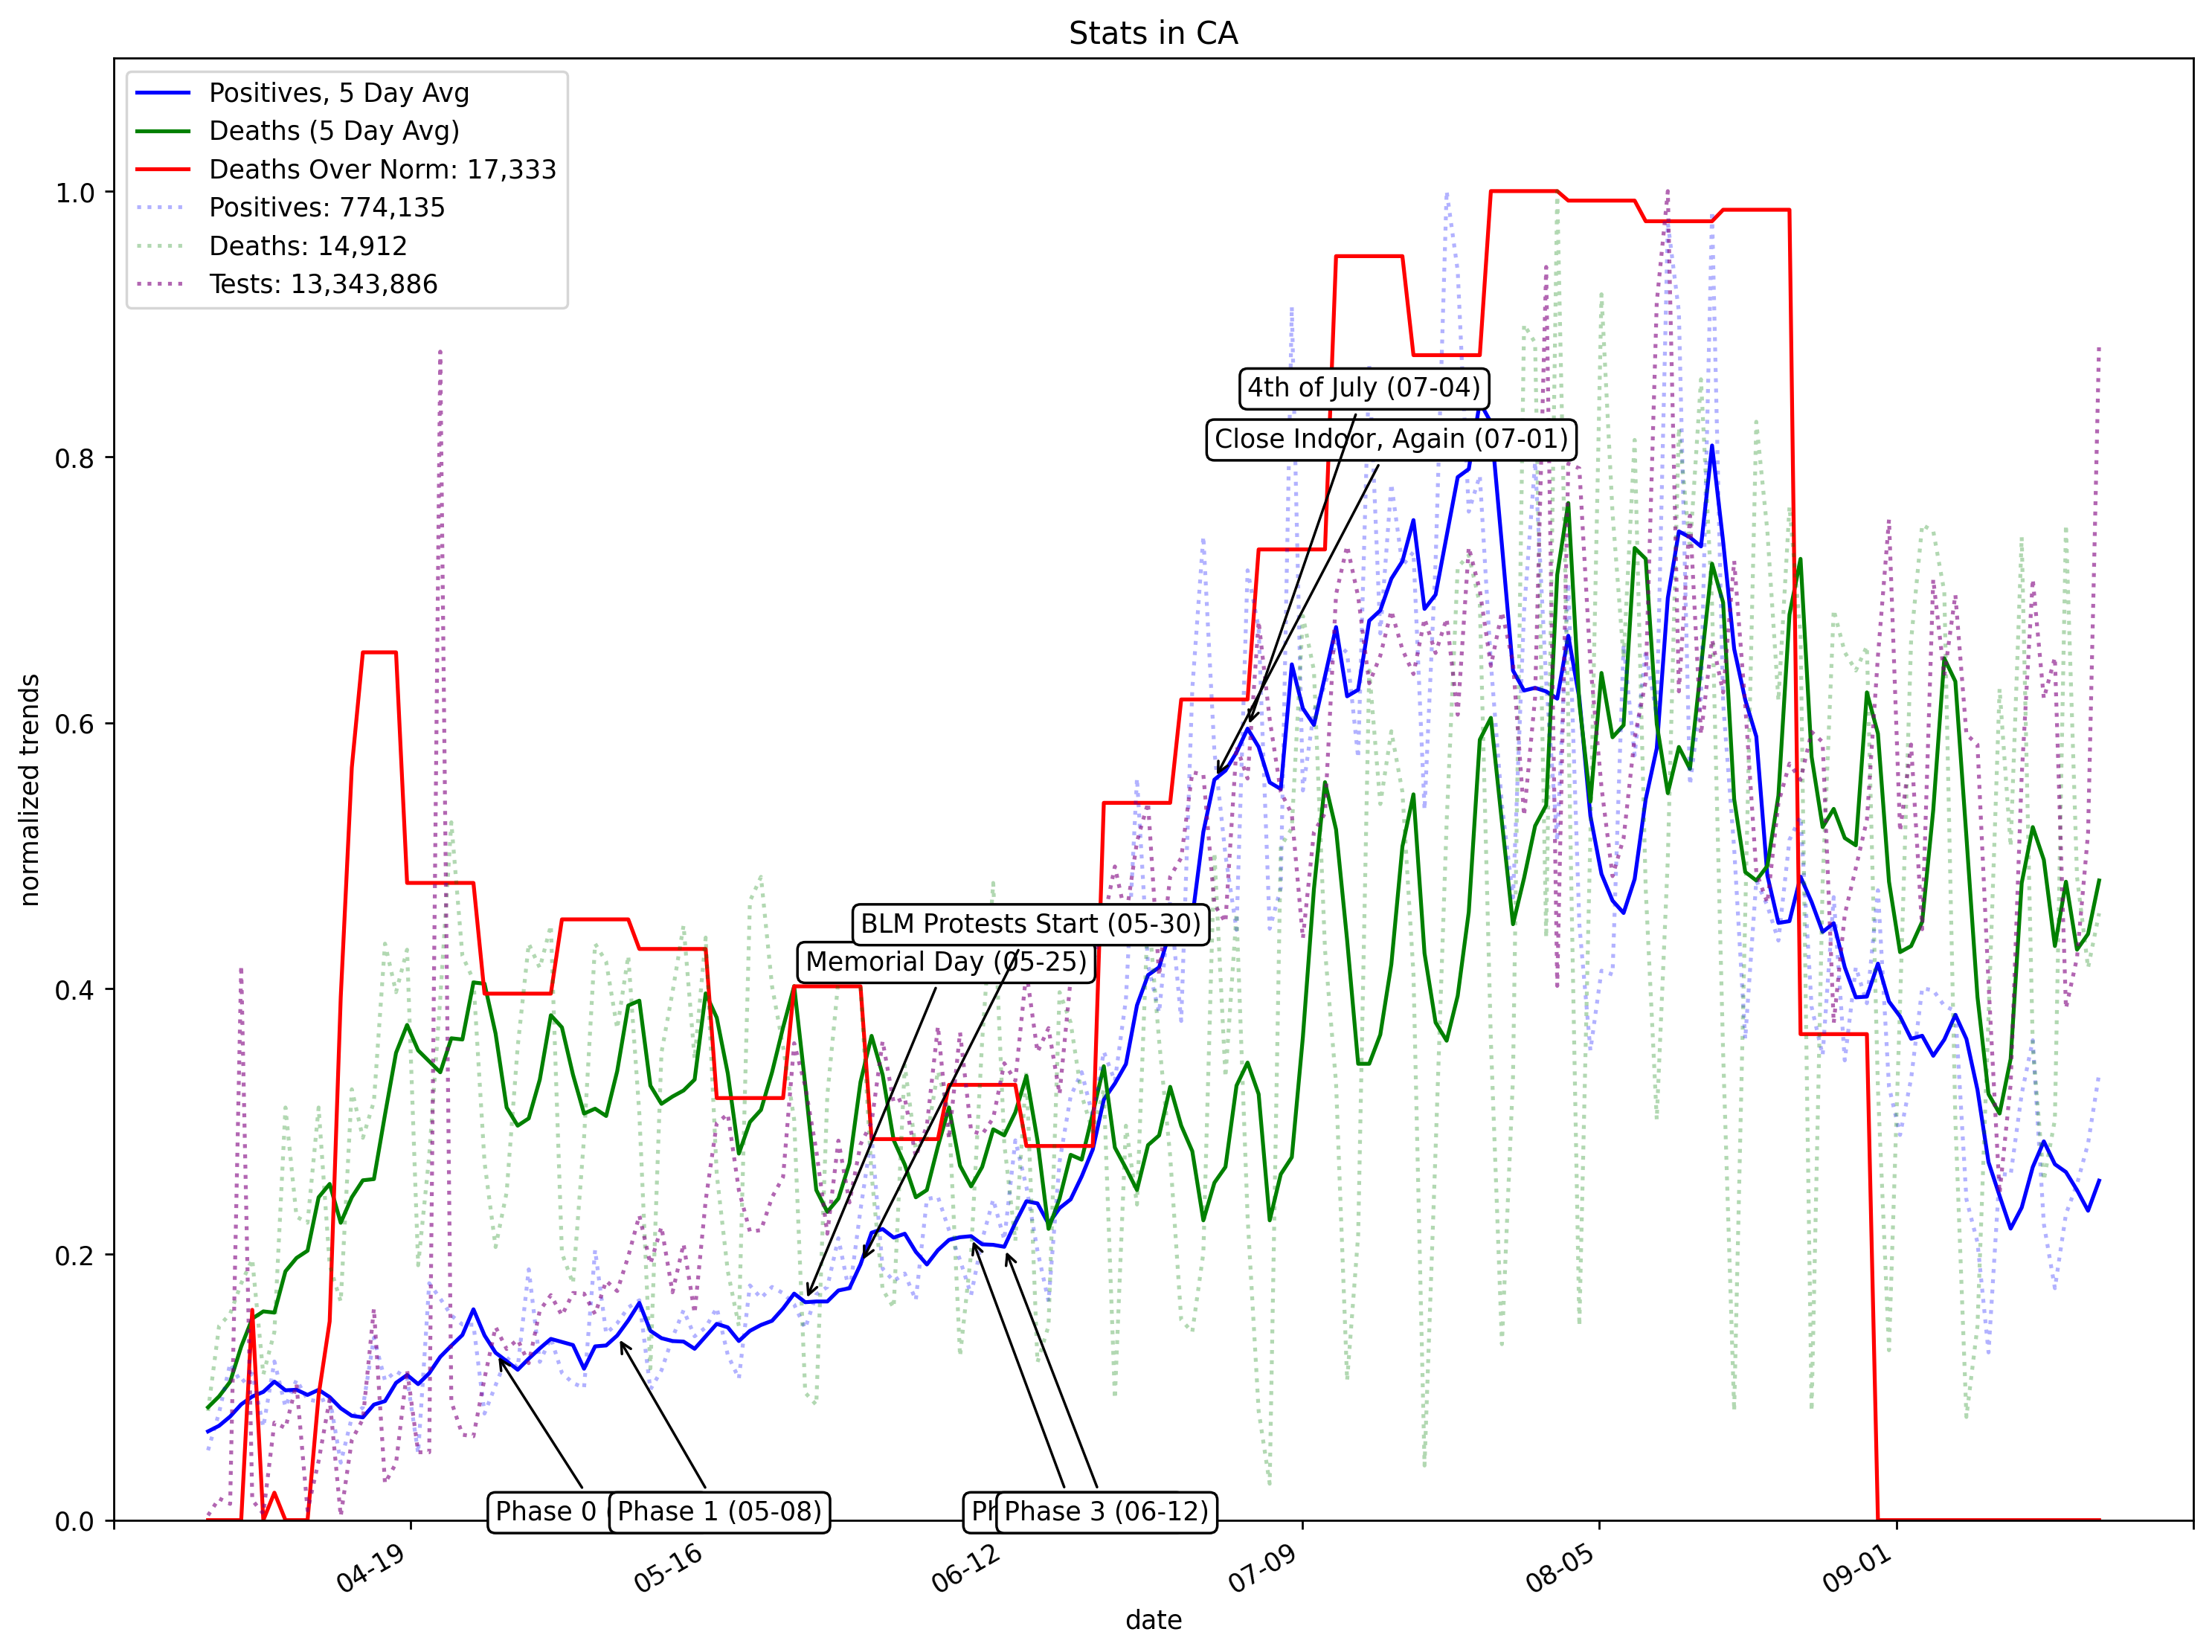 Stats in CA
Positives, 5 Day Avg
Deaths (5 Day Avg)
Deaths Over Norm: 17,333
Positives: 774,135
Deaths: 14,912
Tests: 13,343,886
1.0
0.8
0.6
0.4
0.2
0.0
normalized trends
4th of July (07-04)
Close Indoor, Again (07-01)
BLM Protests Start (05-30)
Memorial Day (05-25)
Phase 0 (
Phase 1 (05-08)
Phase 3 (06-12)
04-19
05-16
06-12
07-09
08-05
09-01
date